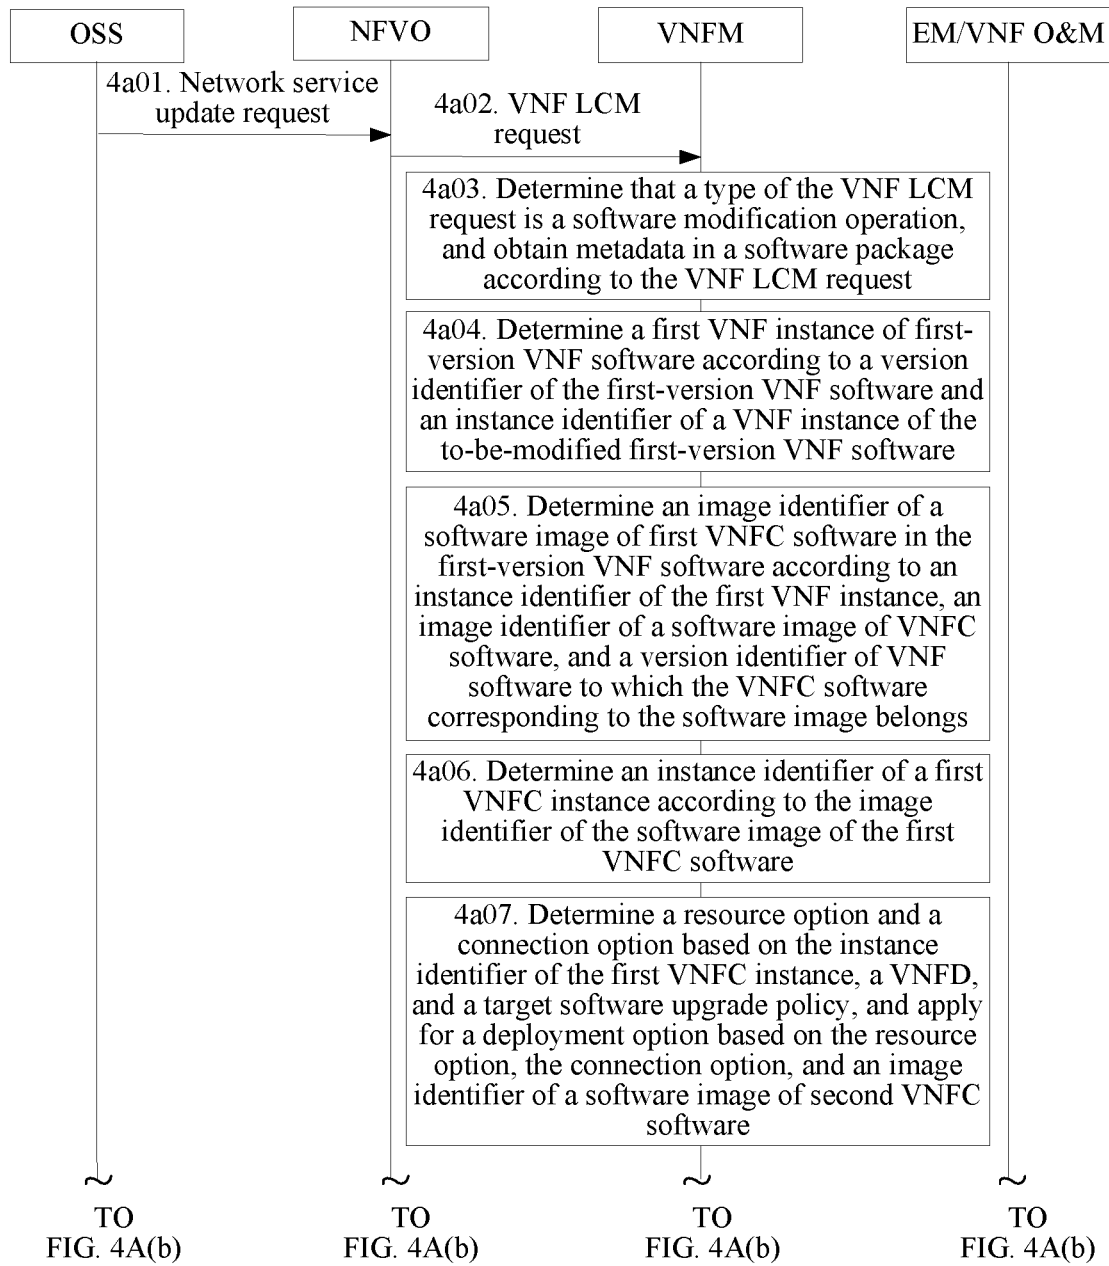 OSS
NFVO
VNFM
EM/VNF O&M
4a01. Network service
update request
4a02. VNF LCM
request
4a03. Determine that a type of the VNF LCM
request is a software modification operation,
and obtain metadata in a software package
according to the VNF LCM request
4a04. Determine a first VNF instance of first-
version VNF software according to a version
identifier of the first-version VNF software and
an instance identifier of a VNF instance of the
to-be-modified first-version VNF software
4a05. Determine an image identifier of a
software image of first VNFC software in the
first-version VNF software according to an
instance identifier of the first VNF instance, an
image identifier of a software image of VNFC
software, and a version identifier of VNF
software to which the VNFC software
corresponding to the software image belongs
4a06. Determine an instance identifier of a first
VNFC instance according to the image
identifier of the software image of the first
VNFC software
4a07. Determine a resource option and a
connection option based on the instance
identifier of the first VNFC instance, a VNFD,
and a target software upgrade policy, and apply
for a deployment option based on the resource
option, the connection option, and an image
identifier of a software image of second VNFC
software
TO
FIG. 4A(b)
TO
FIG. 4A(b)
TO
FIG. 4A(b)
TO
FIG. 4A(b)